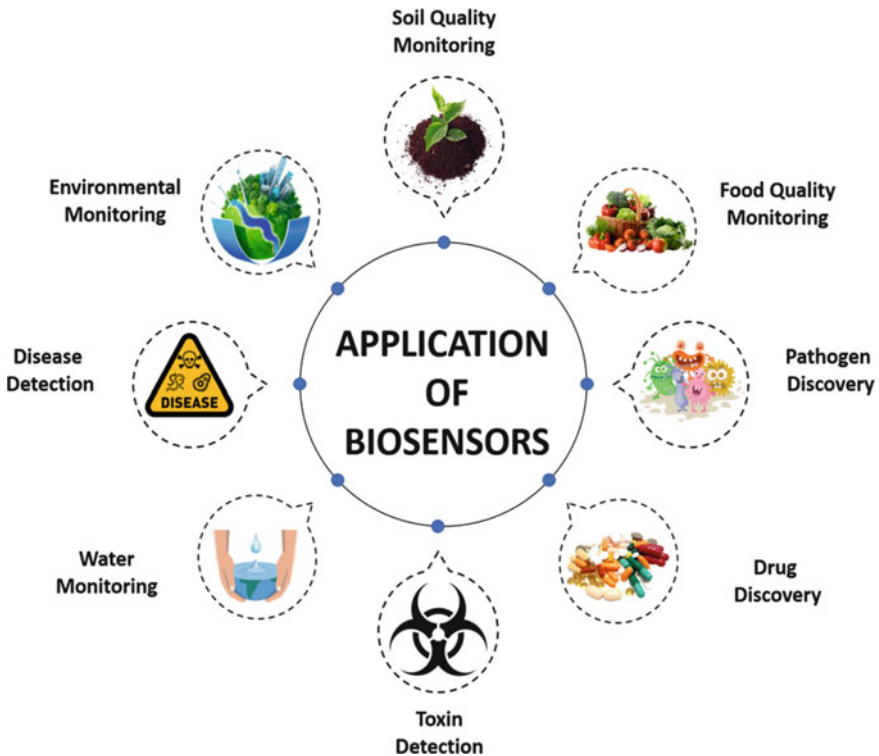 Soil Quality
Monitoring
Environmental
Monitoring
Food Quality
Monitoring
APPLICATION
OF
BIOSENSORS
Disease
Detection
DISEASE
Pathogen
Discovery
Water
Monitoring
Drug
Discovery
Toxin
Detection